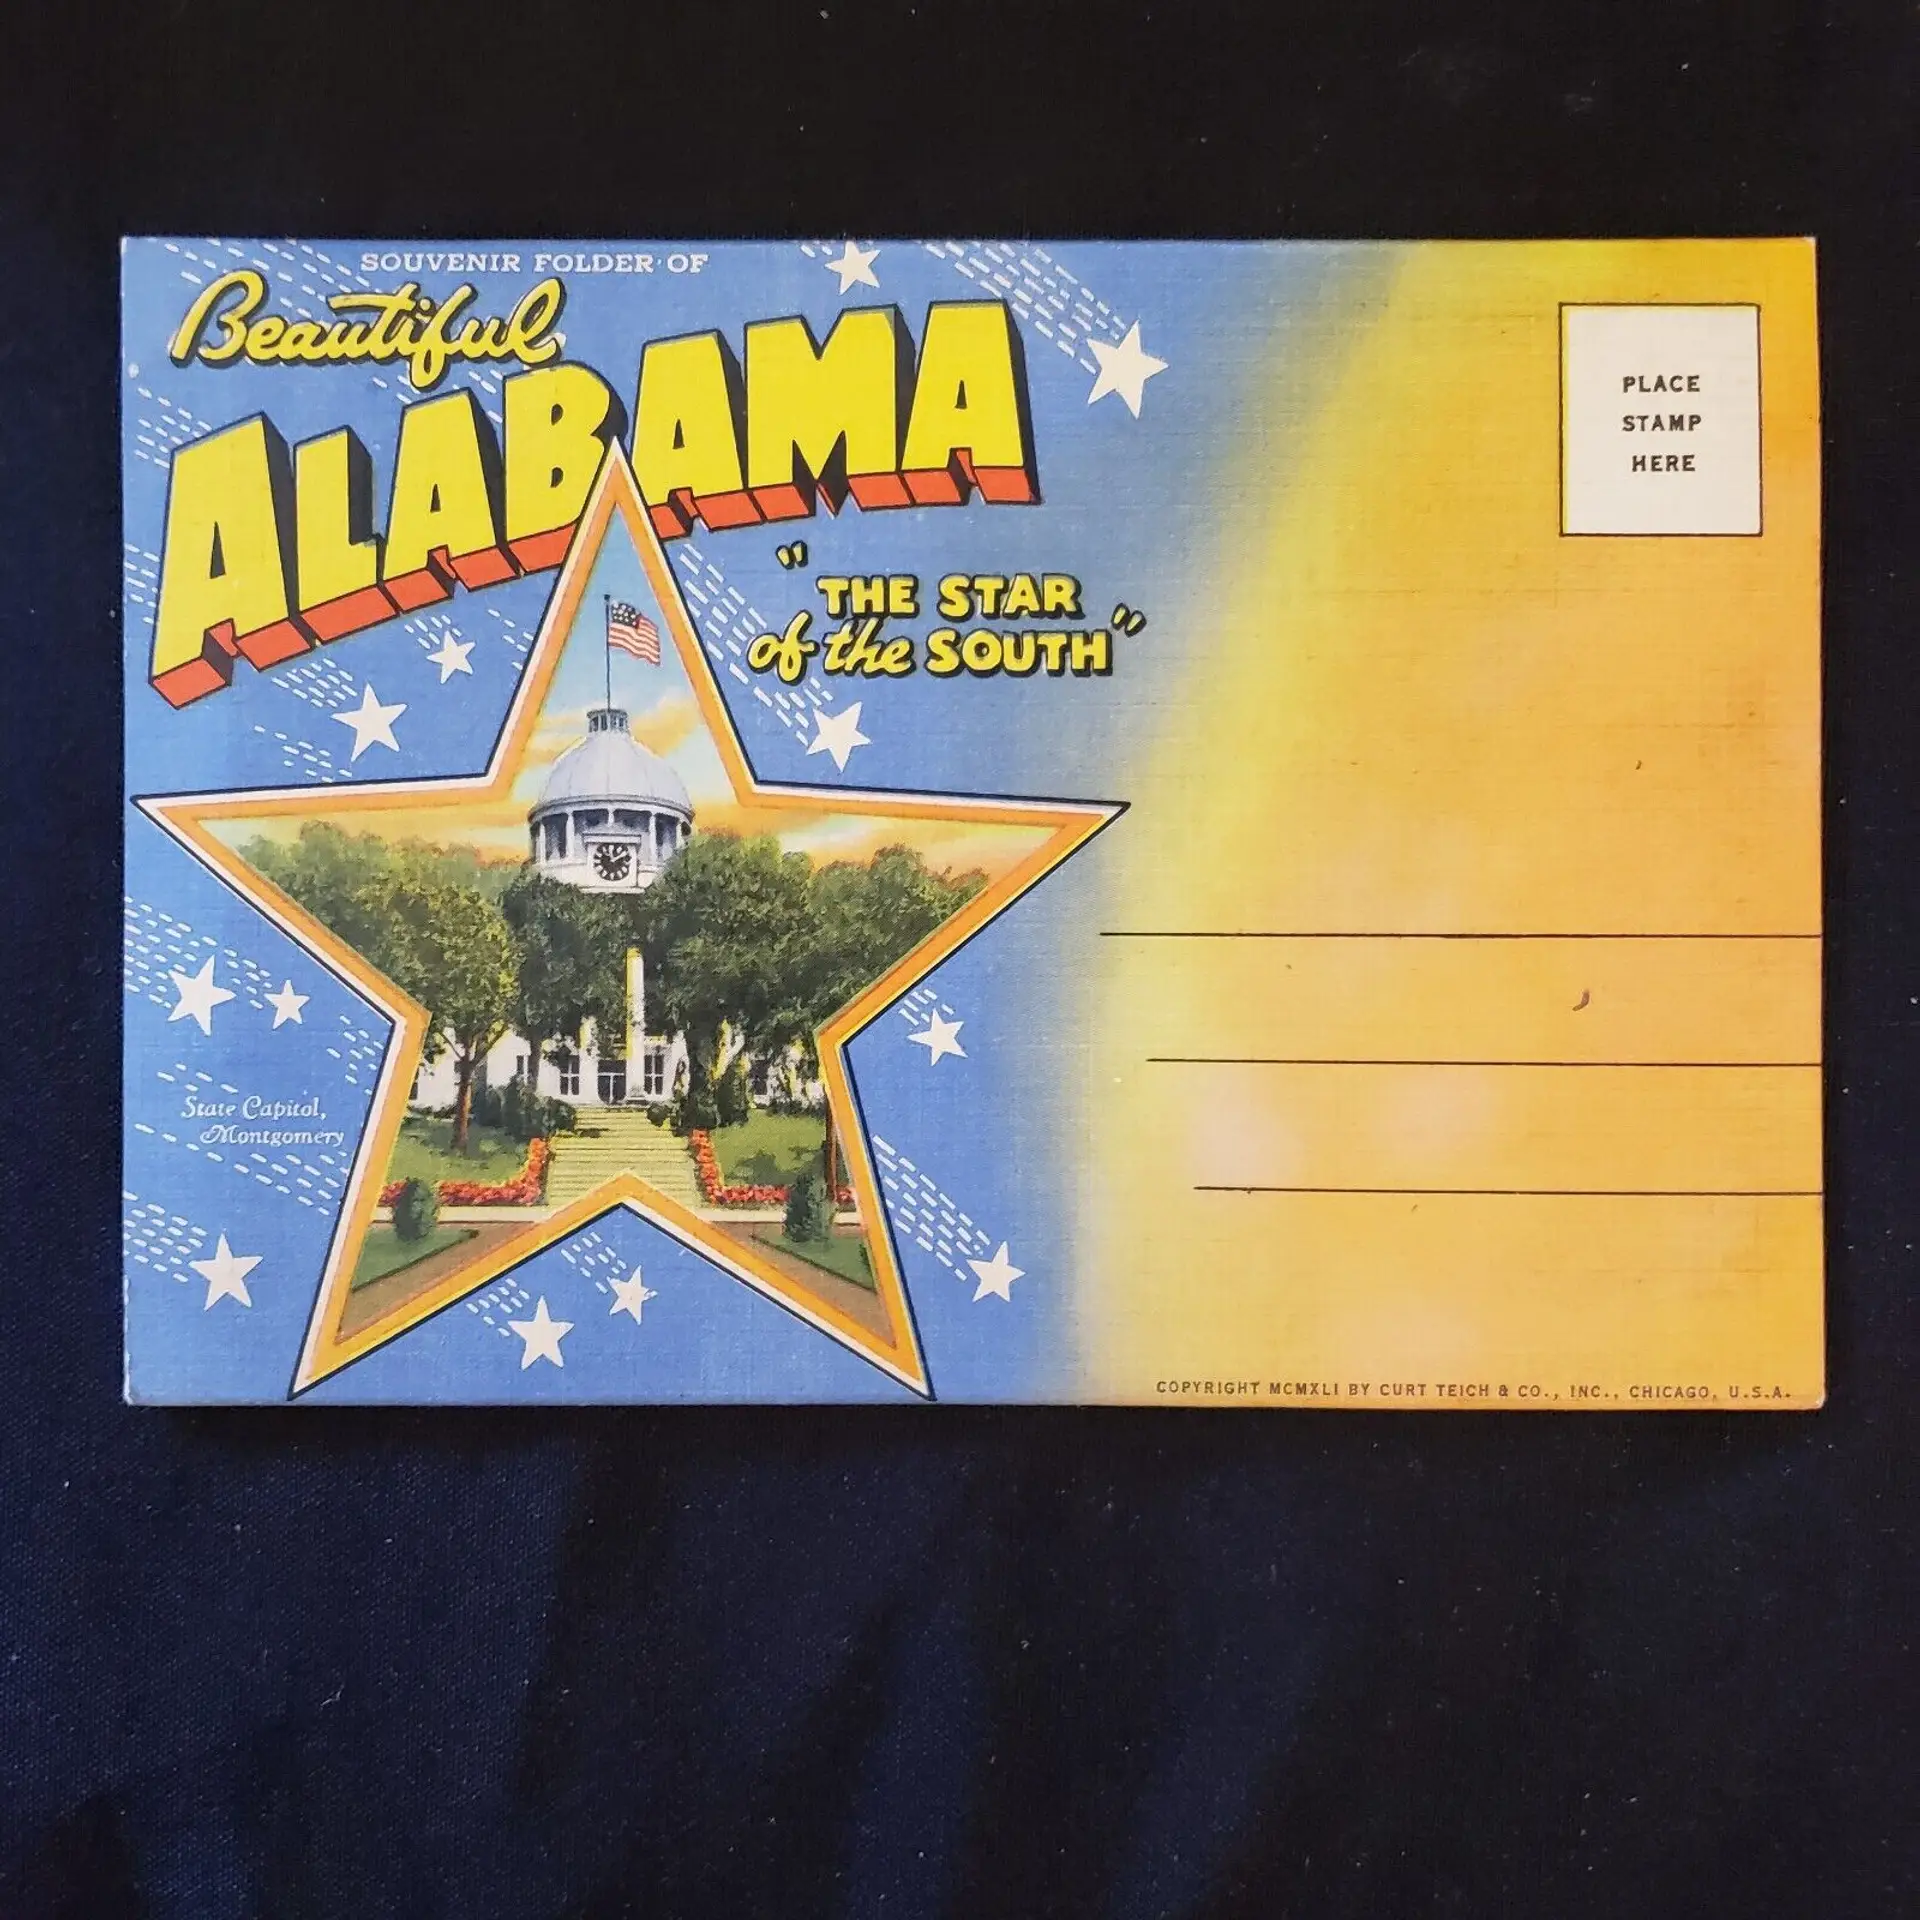 SOUVENIR FOLDER OF
Beautiful
ALABAMA
"THE STAR
of the SOUTH"
State Capitol,
Montgomery
PLACE
STAMP
HERE
COPYRIGHT MCMXLI BY CURT TEICH & CO., INC., CHICAGO, U.S.A.